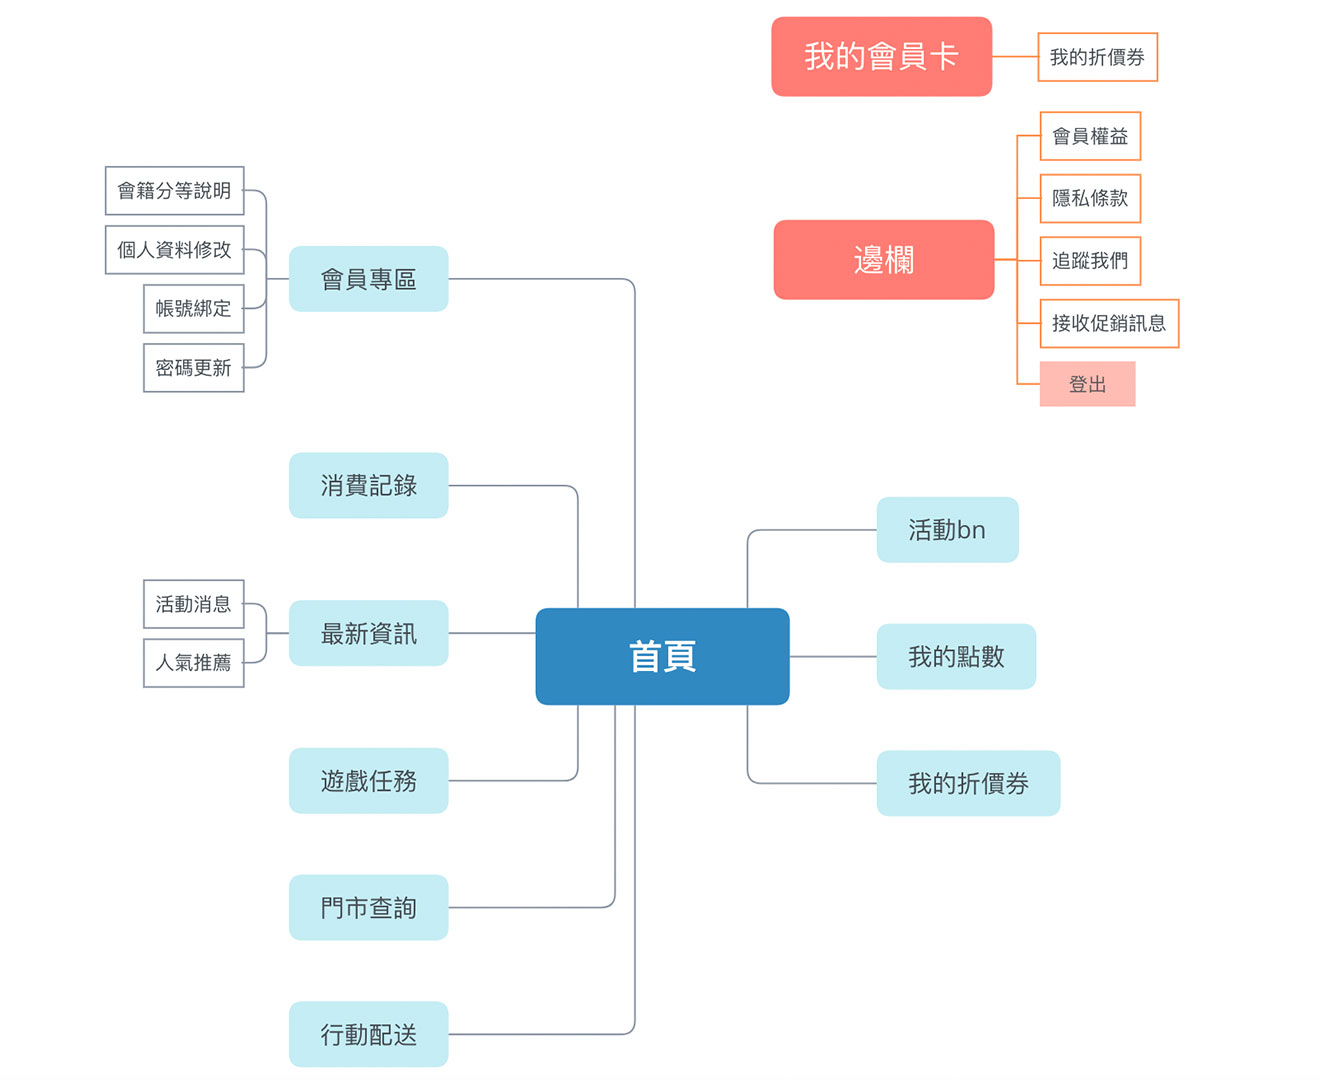 我的會員卡
我的折價券
邊欄
會員權益
隱私條款
追蹤我們
接收促銷訊息
登出
會籍分等說明
個人資料修改
帳號綁定
密碼更新
會員專區
消費記錄
活動消息
人氣推薦
最新資訊
遊戲任務
門市查詢
行動配送
首頁
活動bn
我的點數
我的折價券